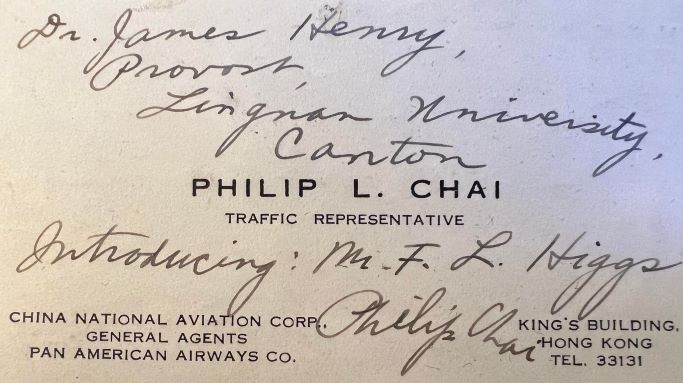 Dr. James Henry,
Provost,
Lingnan University,
Canton
PHILIP L. CHAI
TRAFFIC REPRESENTATIVE
Introducing: Mr. F. L. Higgs
CHINA NATIONAL AVIATION CORP.,
GENERAL AGENTS
PAN AMERICAN AIRWAYS CO.
Philip Chai
KING'S BUILDING,
HONG KONG
TEL. 33131